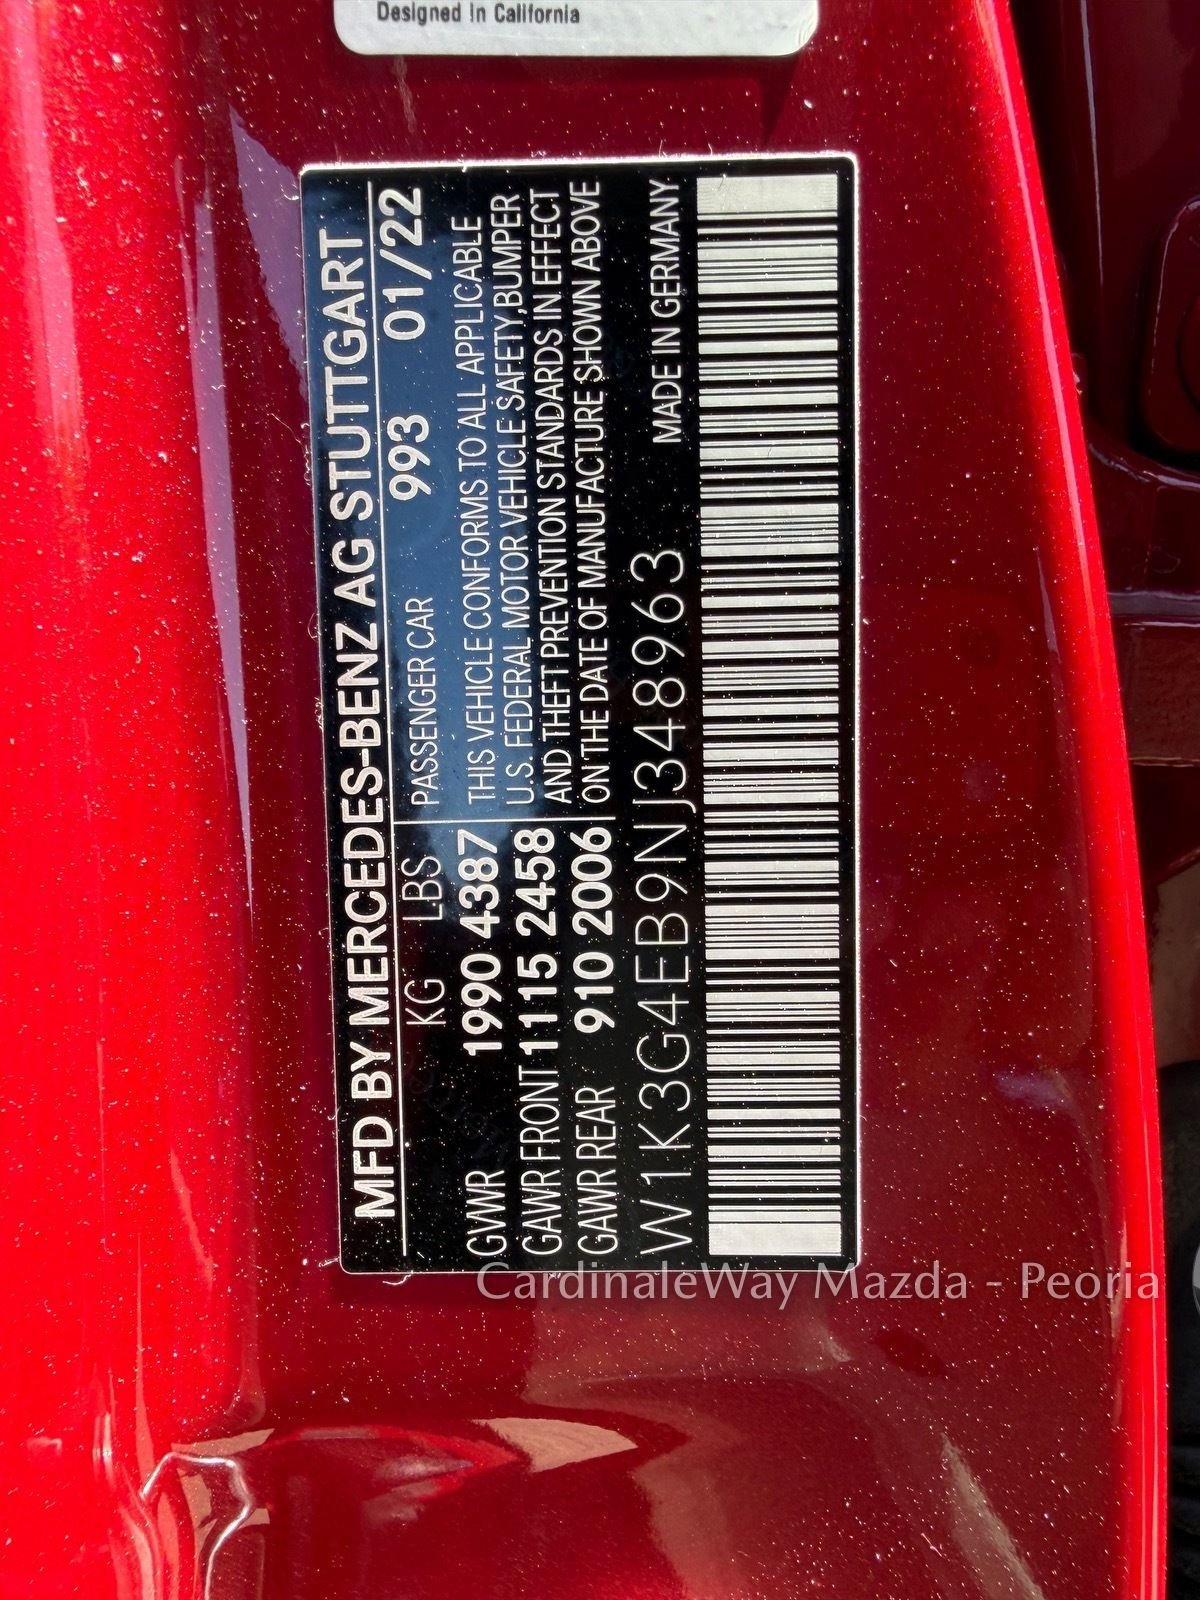 Designed in California
MFD BY MERCEDES-BENZ AG STUTTGART
KG LBS
GVWR 1990 4387
GAWR FRONT 1115 2458
GAWR REAR 910 2006
PASSENGER CAR 993 01/22
THIS VEHICLE CONFORMS TO ALL APPLICABLE
U.S. FEDERAL MOTOR VEHICLE SAFETY, BUMPER
AND THEFT PREVENTION STANDARDS IN EFFECT
ON THE DATE OF MANUFACTURE SHOWN ABOVE
W1K3G4EB9NJ348963 MADE IN GERMANY
CardinaleWay Mazda - Peoria